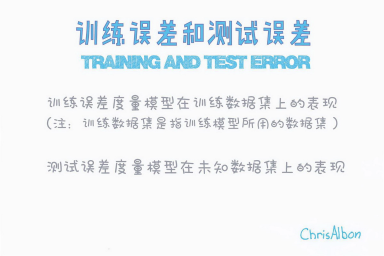 训练误差和测试误差
TRAINING AND TEST ERROR
训练误差度量模型在训练数据集上的表现
(注：训练数据集是指训练模型所用的数据集)
测试误差度量模型在未知数据集上的表现
ChrisAlbon